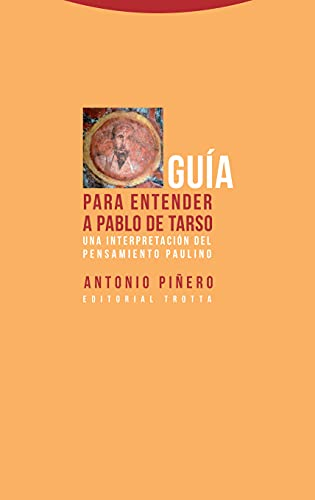 GUÍA
PARA ENTENDER
A PABLO DE TARSO
UNA INTERPRETACIÓN DEL
PENSAMIENTO PAULINO
ANTONIO PIÑERO
EDITORIAL TROTTA